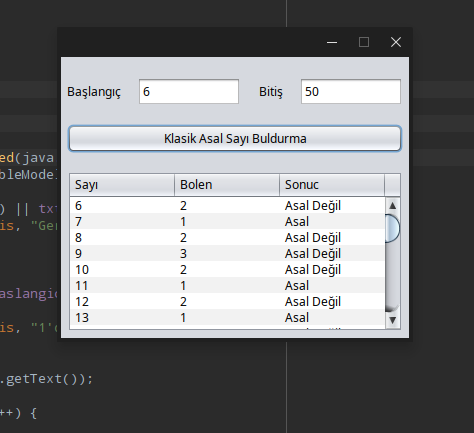 Başlangıç 6 Bitiş 50
Klasik Asal Sayı Buldurma
Sayı Bolen Sonuc
6 2 Asal Değil
7 1 Asal
8 2 Asal Değil
9 3 Asal Değil
10 2 Asal Değil
11 1 Asal
12 2 Asal Değil
13 1 Asal
ed(java
bleModel
) || tx
is, "Ge
is, "1'
.getText());
++) {